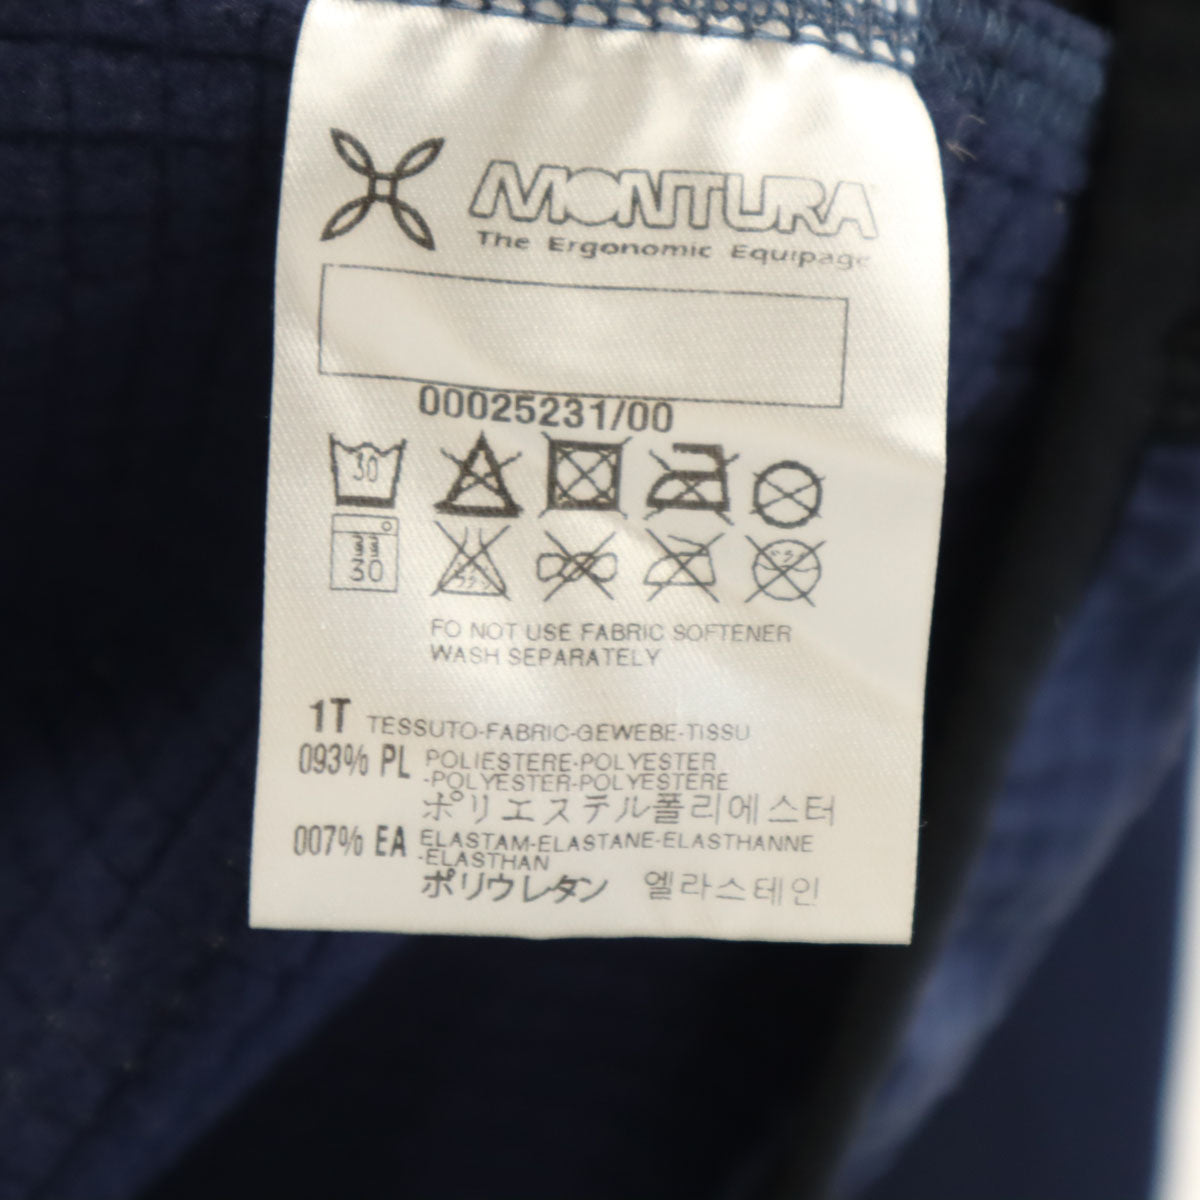 MONTURA
The Ergonomic Equipage
00025231/00
30
30
FO NOT USE FABRIC SOFTENER
WASH SEPARATELY
1T TESSUTO-FABRIC-GEWEBE-TISSU
093% PL POLIESTERE-POLYESTER
-POLYESTER-POLYESTERE
ポリエステル폴리에스터
007% EA ELASTAM-ELASTANE-ELASTHANNE
-ELASTHAN
ポリウレタン 엘라스테인